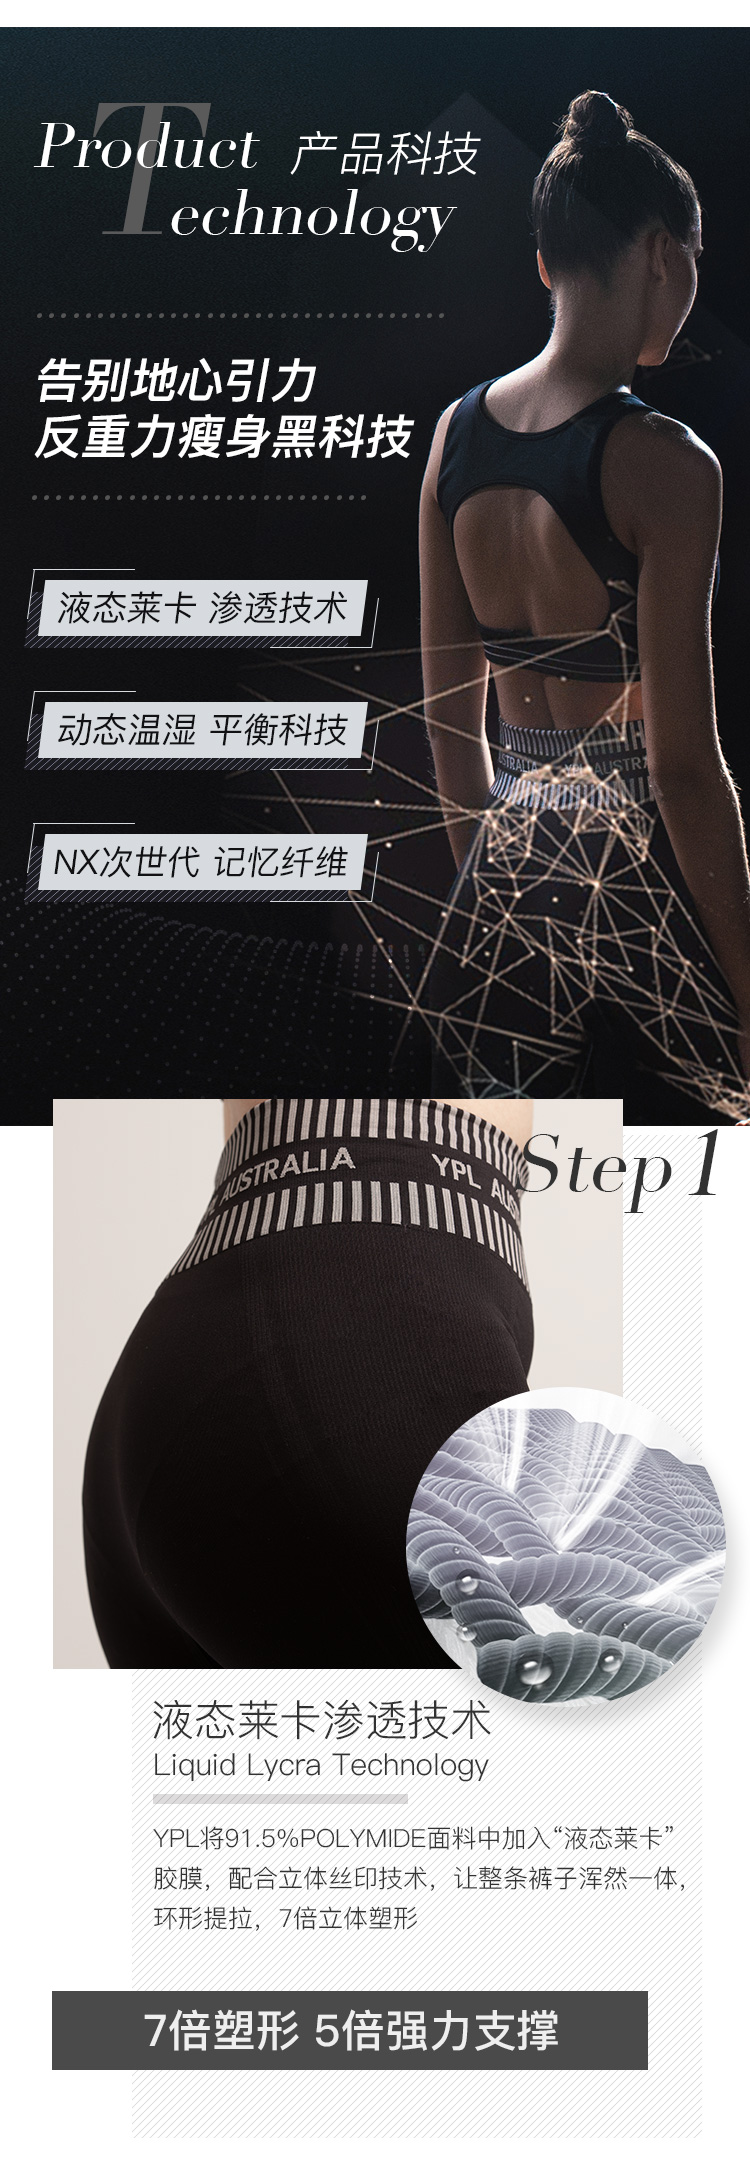 Product 产品科技
Technology
告别地心引力
反重力瘦身黑科技
液态莱卡 渗透技术
动态温湿 平衡科技
AUSTRALIA YPL AUSTR
NX次世代 记忆纤维
Step 1
L AUSTRALIA YPL AUS
液态莱卡渗透技术
Liquid Lycra Technology
YPL将91.5%POLYMIDE面料中加入“液态莱卡”
胶膜，配合立体丝印技术，让整条裤子浑然一体，
环形提拉，7倍立体塑形
7倍塑形 5倍强力支撑